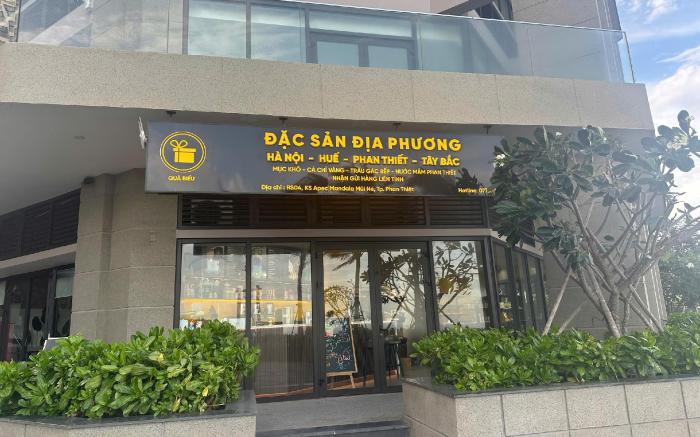 ĐẶC SẢN ĐỊA PHƯƠNG
HÀ NỘI - HUẾ - PHAN THIẾT - TÂY BẮC
MỰC KHÔ - CÁ CHỈ VÀNG - TRÂU GÁC BẾP - NƯỚC MẮM PHAN THIẾT
NHẬN GỬI HÀNG LIÊN TỈNH
QUÀ BIẾU
Địa chỉ : RS04, KS Apec Mandala Mũi Né, Tp. Phan Thiết
Hotline: 077